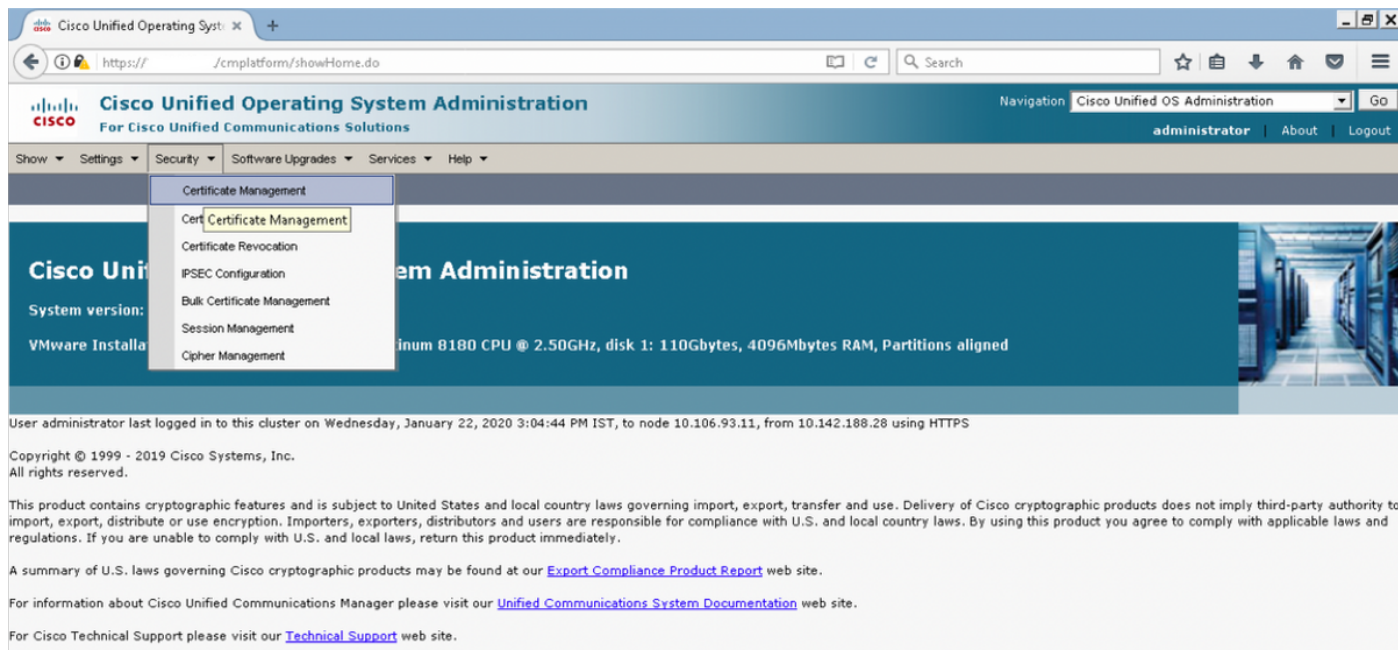 Cisco Unified Operating Syst
https:// /cmplatform/showHome.do
Search
CISCO
Cisco Unified Operating System Administration
For Cisco Unified Communications Solutions
Navigation Cisco Unified OS Administration Go
administrator | About | Logout
Show Settings Security Software Upgrades Services Help
Certificate Management
Cert
Certificate Management
Certificate Revocation
IPSEC Configuration
Bulk Certificate Management
Session Management
Cipher Management
Cisco Unif em Administration
System version:
VMware Installa inum 8180 CPU @ 2.50GHz, disk 1: 110Gbytes, 4096Mbytes RAM, Partitions aligned
User administrator last logged in to this cluster on Wednesday, January 22, 2020 3:04:44 PM IST, to node 10.106.93.11, from 10.142.188.28 using HTTPS
Copyright © 1999 - 2019 Cisco Systems, Inc.
All rights reserved.
This product contains cryptographic features and is subject to United States and local country laws governing import, export, transfer and use. Delivery of Cisco cryptographic products does not imply third-party authority to
import, export, distribute or use encryption. Importers, exporters, distributors and users are responsible for compliance with U.S. and local country laws. By using this product you agree to comply with applicable laws and
regulations. If you are unable to comply with U.S. and local laws, return this product immediately.
A summary of U.S. laws governing Cisco cryptographic products may be found at our Export Compliance Product Report web site.
For information about Cisco Unified Communications Manager please visit our Unified Communications System Documentation web site.
For Cisco Technical Support please visit our Technical Support web site.